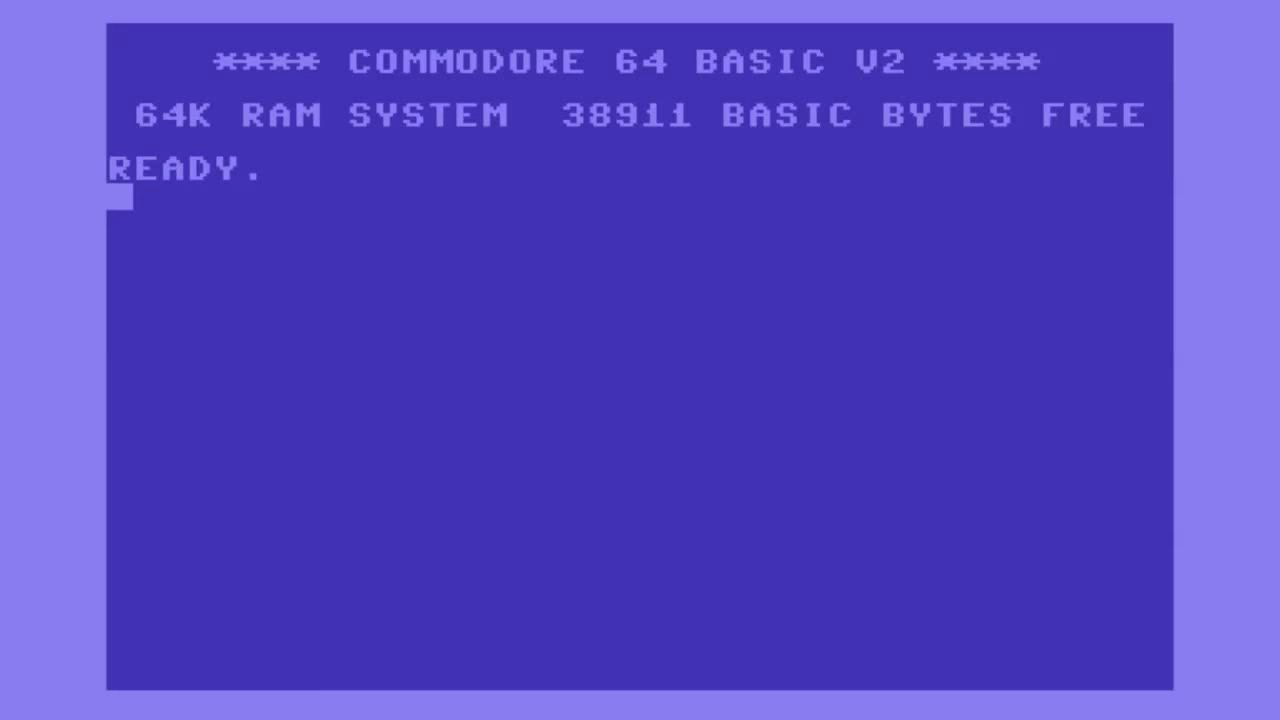 **** COMMODORE 64 BASIC V2 ****
64K RAM SYSTEM  38911 BASIC BYTES FREE
READY.